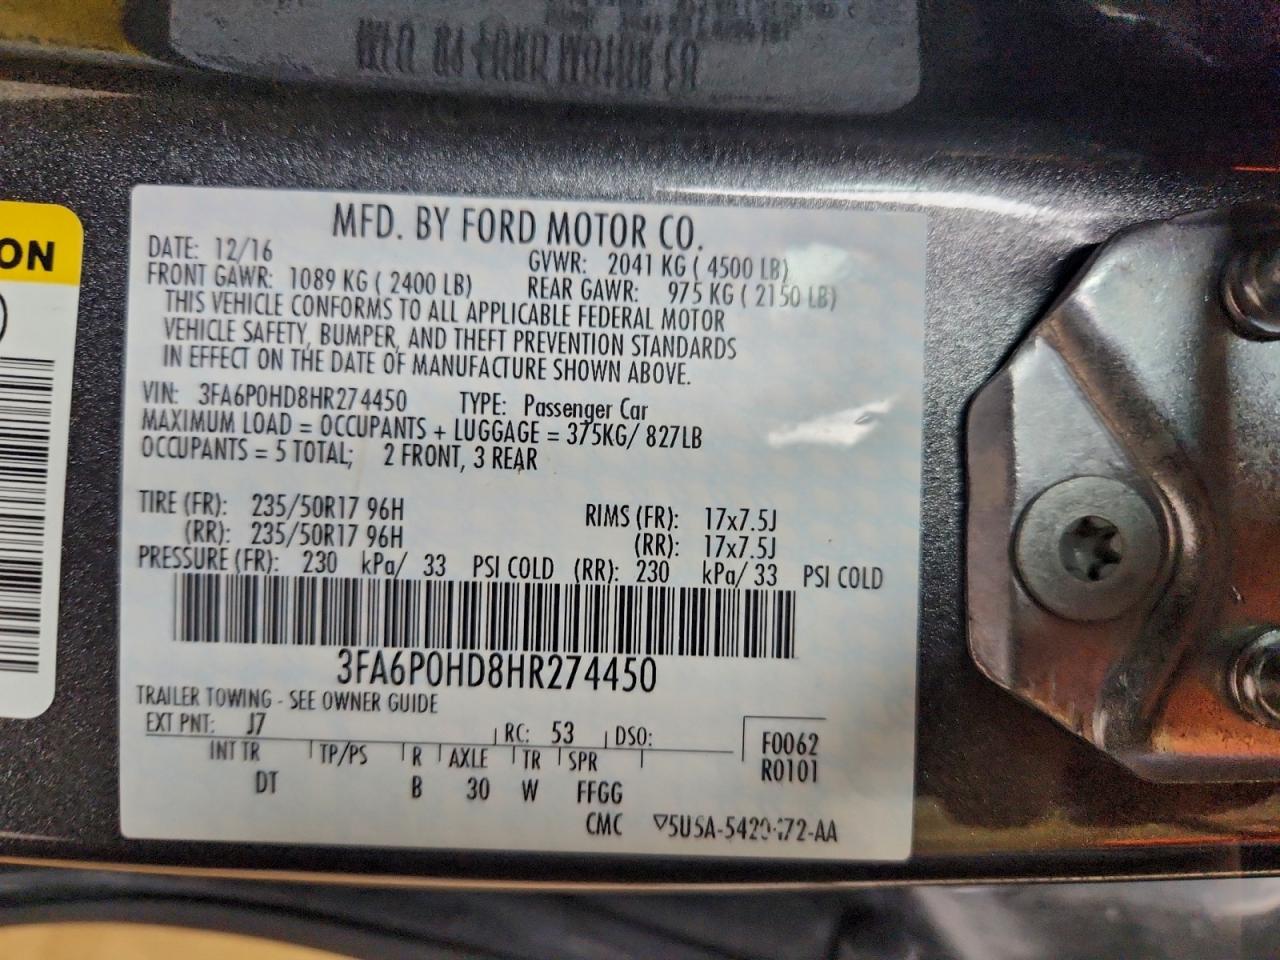 MFD. BY FORD MOTOR CO.
DATE: 12/16 GVWR: 2041 KG ( 4500 LB)
FRONT GAWR: 1089 KG ( 2400 LB) REAR GAWR: 975 KG ( 2150 LB)
THIS VEHICLE CONFORMS TO ALL APPLICABLE FEDERAL MOTOR
VEHICLE SAFETY, BUMPER, AND THEFT PREVENTION STANDARDS
IN EFFECT ON THE DATE OF MANUFACTURE SHOWN ABOVE.
VIN: 3FA6P0HD8HR274450 TYPE: Passenger Car
MAXIMUM LOAD = OCCUPANTS + LUGGAGE = 375KG/ 827LB
OCCUPANTS = 5 TOTAL; 2 FRONT, 3 REAR
TIRE (FR): 235/50R17 96H RIMS (FR): 17x7.5J
(RR): 235/50R17 96H (RR): 17x7.5J
PRESSURE (FR): 230 kPa/ 33 PSI COLD (RR): 230 kPa/ 33 PSI COLD
3FA6P0HD8HR274450
TRAILER TOWING - SEE OWNER GUIDE
EXT PNT: J7 RC: 53 DSO: F0062
INT TR TP/PS R AXLE TR SPR R0101
DT B 30 W FFGG
CMC
ON